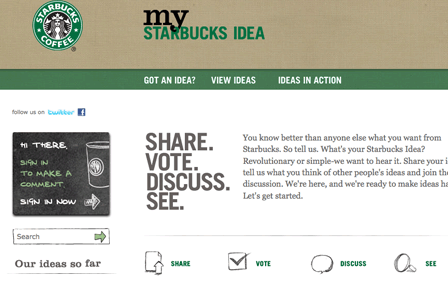 STARBUCKS
COFFEE
my
STARBUCKS IDEA
GOT AN IDEA? VIEW IDEAS IDEAS IN ACTION
follow us on twitter f
HI THERE,
SIGN IN
TO MAKE A
COMMENT.
SIGN IN NOW
SHARE.
VOTE.
DISCUSS.
SEE.
You know better than anyone else what you want from
Starbucks. So tell us. What's your Starbucks Idea?
Revolutionary or simple-we want to hear it. Share your i
tell us what you think of other people's ideas and join the
discussion. We're here, and we're ready to make ideas ha
Let's get started.
Search
Our ideas so far
SHARE VOTE DISCUSS SEE